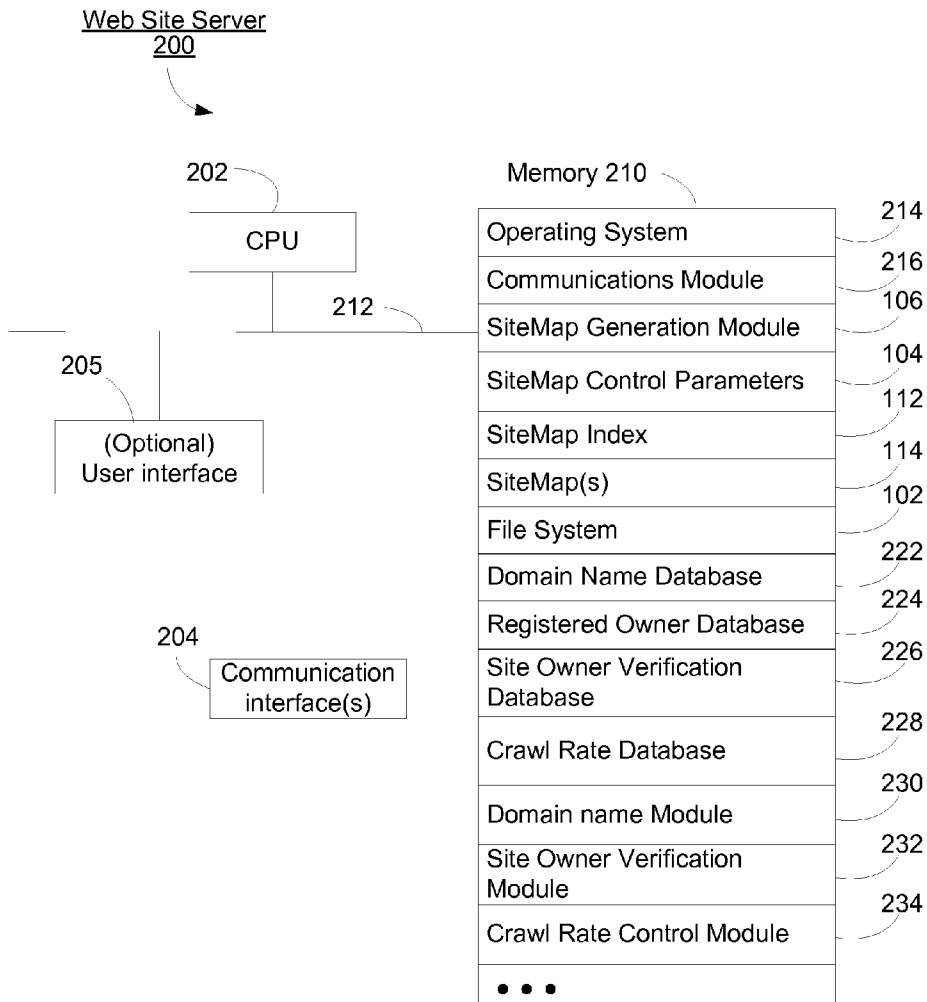 Web Site Server
200
202
Memory 210
214
CPU
Operating System
216
Communications Module
212
106
SiteMap Generation Module
104
205
SiteMap Control Parameters
112
(Optional)
User interface
SiteMap Index
114
SiteMap(s)
102
File System
222
Domain Name Database
224
Registered Owner Database
204
226
Communication
interface(s)
Site Owner Verification
Database
228
Crawl Rate Database
230
Domain name Module
232
Site Owner Verification
Module
234
Crawl Rate Control Module
• • •